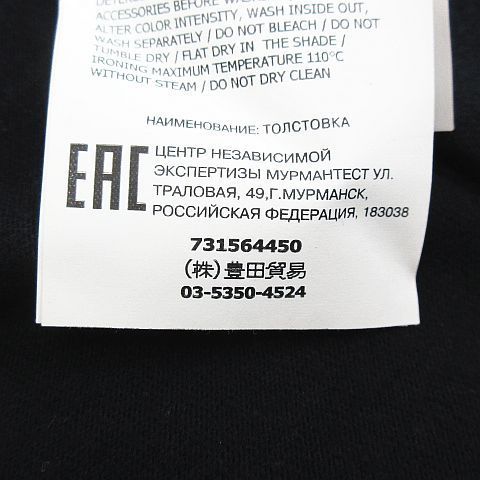 ACCESSORIES BEFORE
ALTER COLOR INTENSITY, WASH INSIDE OUT,
WASH SEPARATELY / DO NOT BLEACH / DO NOT
TUMBLE DRY / FLAT DRY IN THE SHADE /
IRONING MAXIMUM TEMPERATURE 110°C
WITHOUT STEAM / DO NOT DRY CLEAN
НАИМЕНОВАНИЕ: ТОЛСТОВКА
EAC
ЦЕНТР НЕЗАВИСИМОЙ
ЭКСПЕРТИЗЫ МУРМАНТЕСТ УЛ.
ТРАЛОВАЯ, 49,Г.МУРМАНСК,
РОССИЙСКАЯ ФЕДЕРАЦИЯ, 183038
731564450
(株)豊田貿易
03-5350-4524